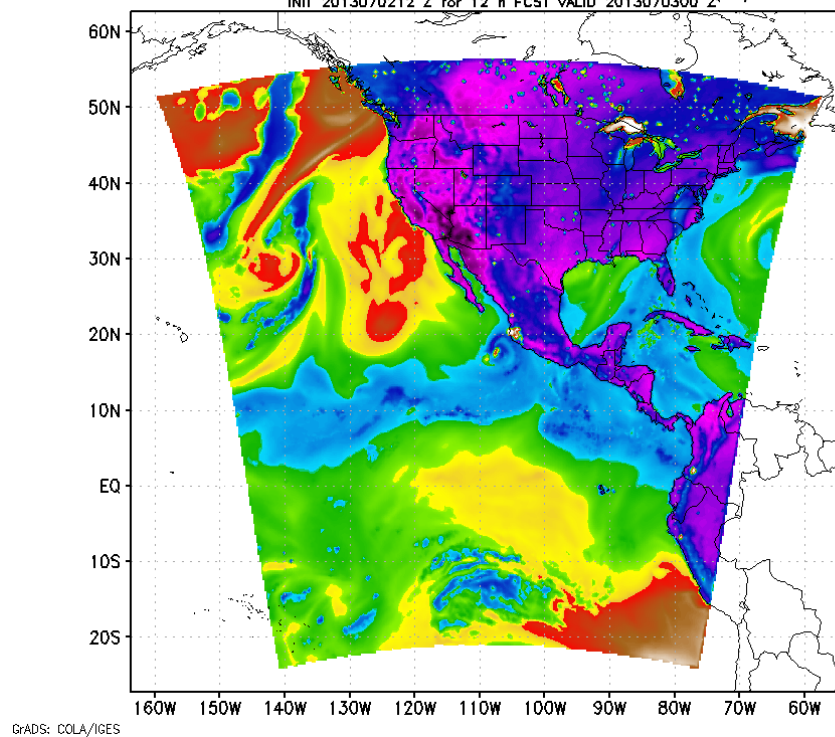 INIT 2013070212 Z for 12 h FCST VALID 2013070300 Z
60N
50N
40N
30N
20N
10N
EQ
10S
20S
160W 150W 140W 130W 120W 110W 100W 90W 80W 70W 60W
GrADS: COLA/IGES